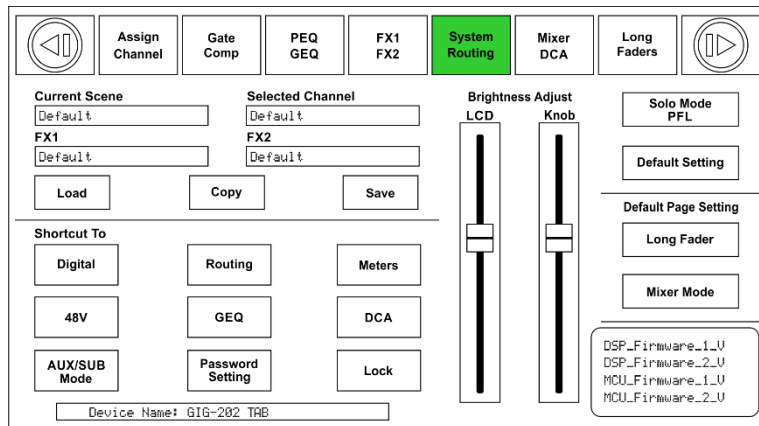 Assign
Channel
Gate
Comp
PEQ
GEQ
FX1
FX2
System
Routing
Mixer
DCA
Long
Faders
Current Scene
Selected Channel
Default
Default
FX1
FX2
Default
Default
Load
Copy
Save
Shortcut To
Digital
Routing
Meters
48V
GEQ
DCA
AUX/SUB
Mode
Password
Setting
Lock
Device Name: GIG-202 TAB
Brightness Adjust
LCD
Knob
Solo Mode
PFL
Default Setting
Default Page Setting
Long Fader
Mixer Mode
DSP_Firmware_1_V
DSP_Firmware_2_V
MCU_Firmware_1_V
MCU_Firmware_2_V